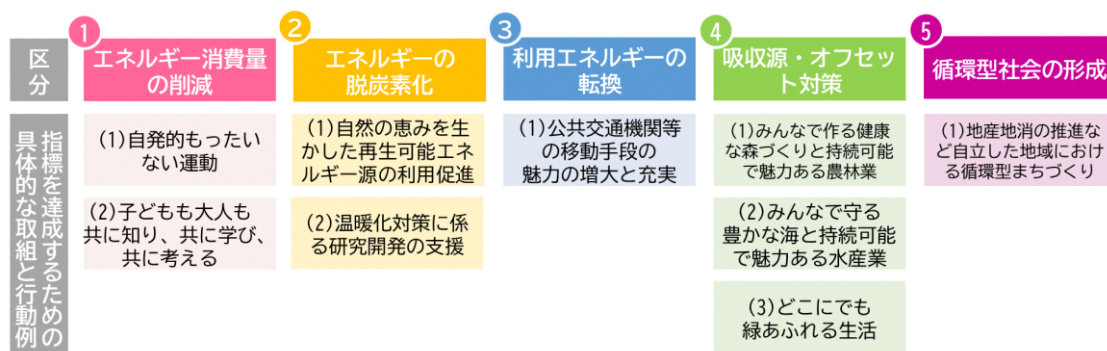 区分
1
エネルギー消費量
の削減
2
エネルギーの
脱炭素化
3
利用エネルギーの
転換
4
吸収源・オフセッ
ト対策
5
循環型社会の形成
指標を達成するための
具体的な取組と行動例
(1)自発的もったい
ない運動
(2)子どもも大人も
共に知り、共に学び、
共に考える
(1)自然の恵みを生
かした再生可能エネ
ルギー源の利用促進
(2)温暖化対策に係
る研究開発の支援
(1)公共交通機関等
の移動手段の
魅力の増大と充実
(1)みんなで作る健康
な森づくりと持続可能
で魅力ある農林業
(2)みんなで守る
豊かな海と持続可能
で魅力ある水産業
(3)どこにでも
緑あふれる生活
(1)地産地消の推進な
ど自立した地域におけ
る循環型まちづくり